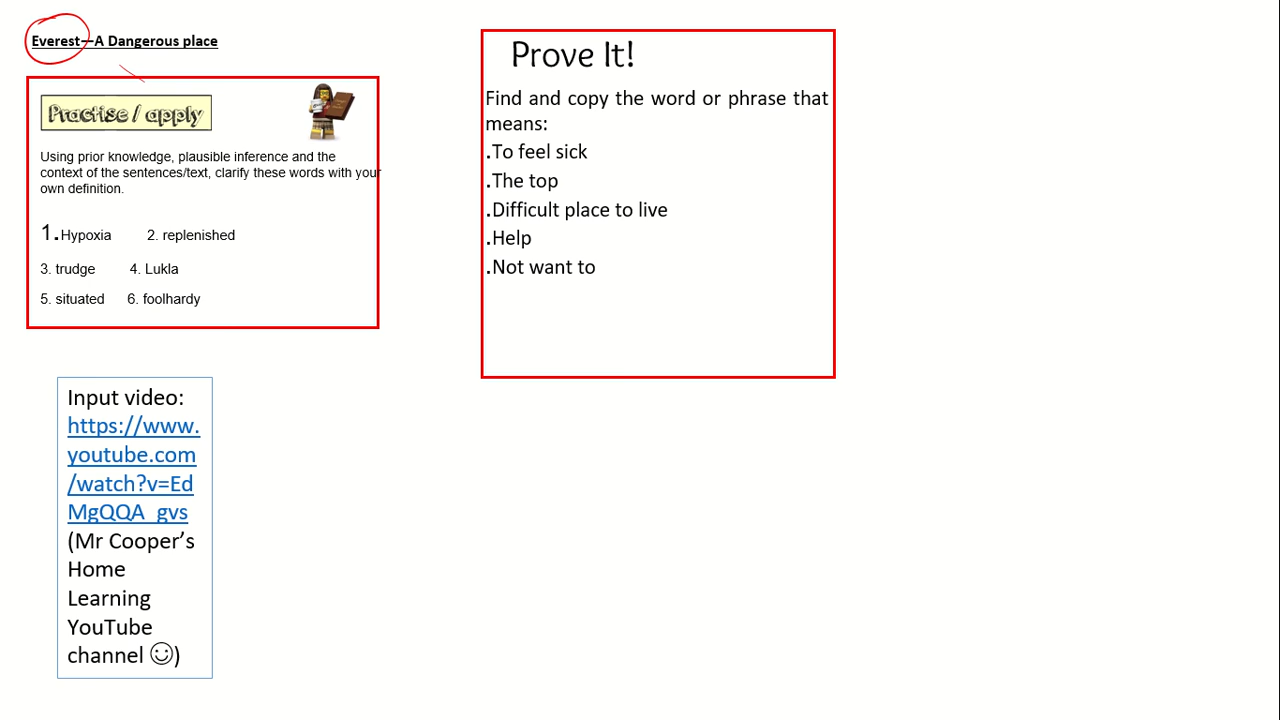 Everest—A Dangerous place
Practise / apply
Using prior knowledge, plausible inference and the
context of the sentences/text, clarify these words with your
own definition.
1.Hypoxia 2. replenished
3. trudge 4. Lukla
5. situated 6. foolhardy
Input video:
https://www.
youtube.com
/watch?v=Ed
MgQQA_gvs
(Mr Cooper’s
Home
Learning
YouTube
channel ☺)
Prove It!
Find and copy the word or phrase that
means:
.To feel sick
.The top
.Difficult place to live
.Help
.Not want to